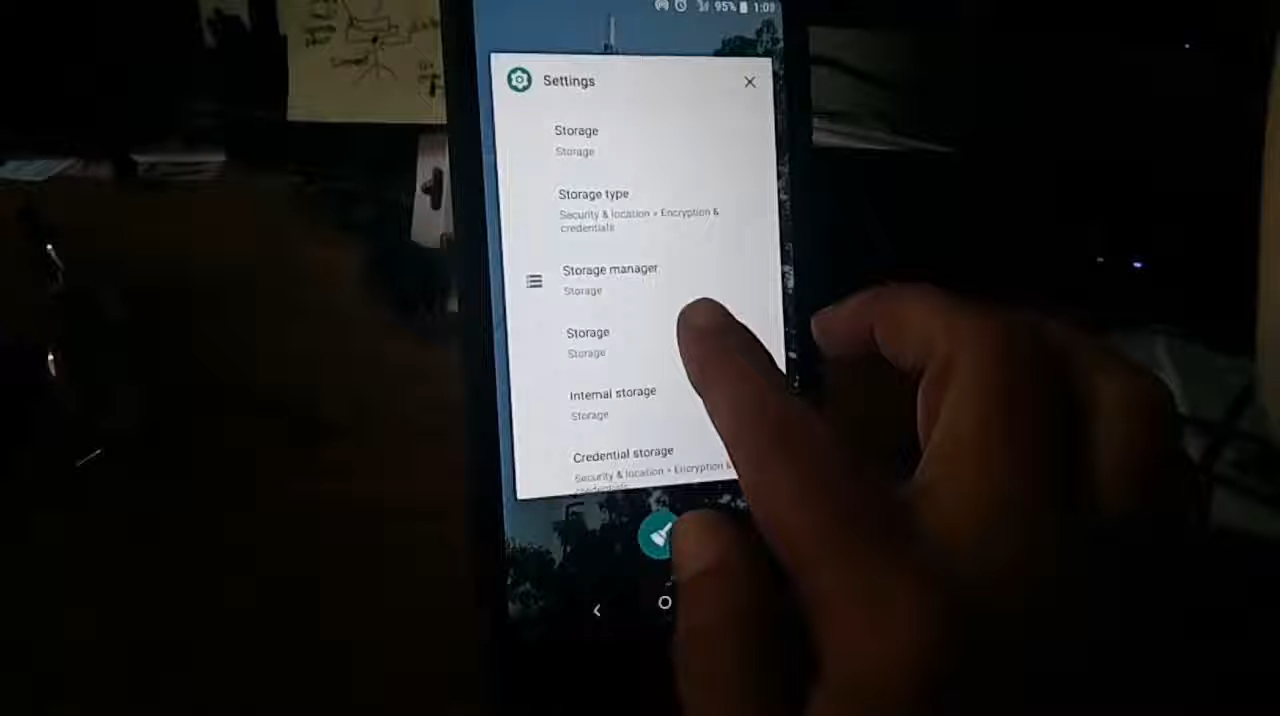 95% 1:09
Settings
Storage
Storage
Storage type
Security & location > Encryption &
credentials
Storage manager
Storage
Storage
Storage
Internal storage
Storage
Credential storage
Security & location > Encryption &
credentials